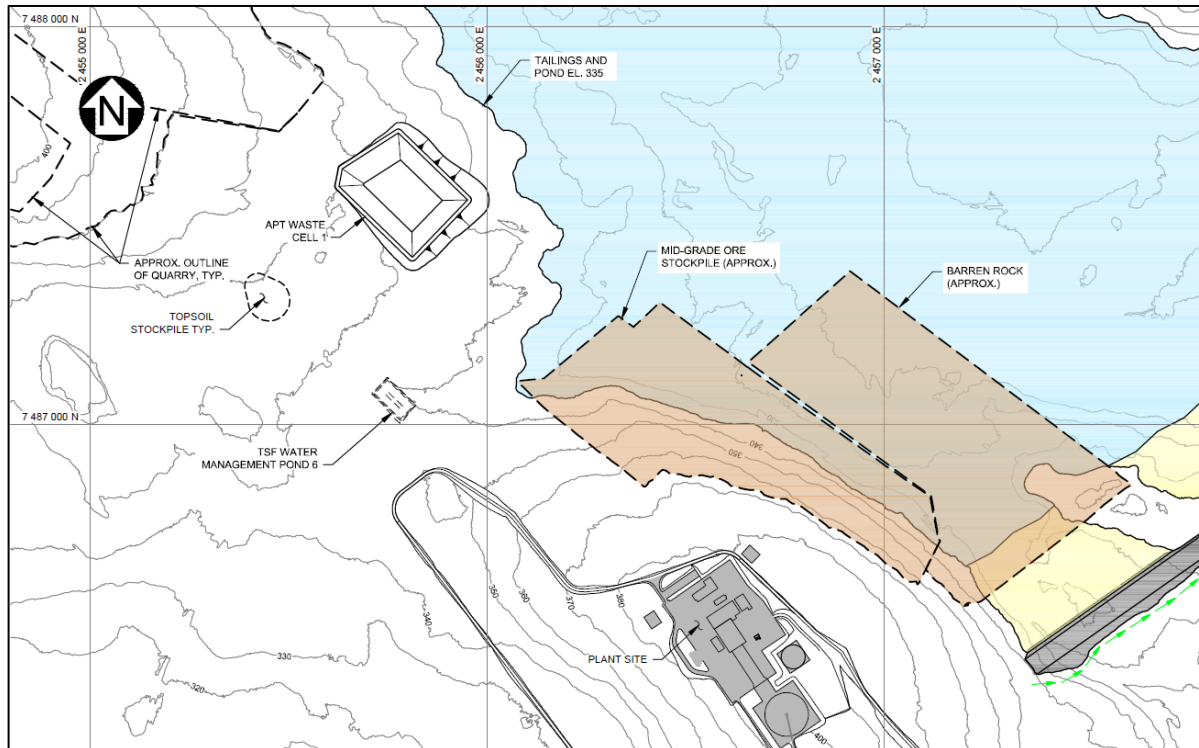 7 488 000 N
2 455 000 E
2 456 000 E
2 457 000 E
N
TAILINGS AND
POND EL. 335
400
APT WASTE
CELL 1
APPROX. OUTLINE
OF QUARRY, TYP.
TOPSOIL
STOCKPILE TYP.
MID-GRADE ORE
STOCKPILE (APPROX.)
BARREN ROCK
(APPROX.)
7 487 000 N
TSF WATER
MANAGEMENT POND 6
330
340
350
340
350
360
370
380
330
320
PLANT SITE
400